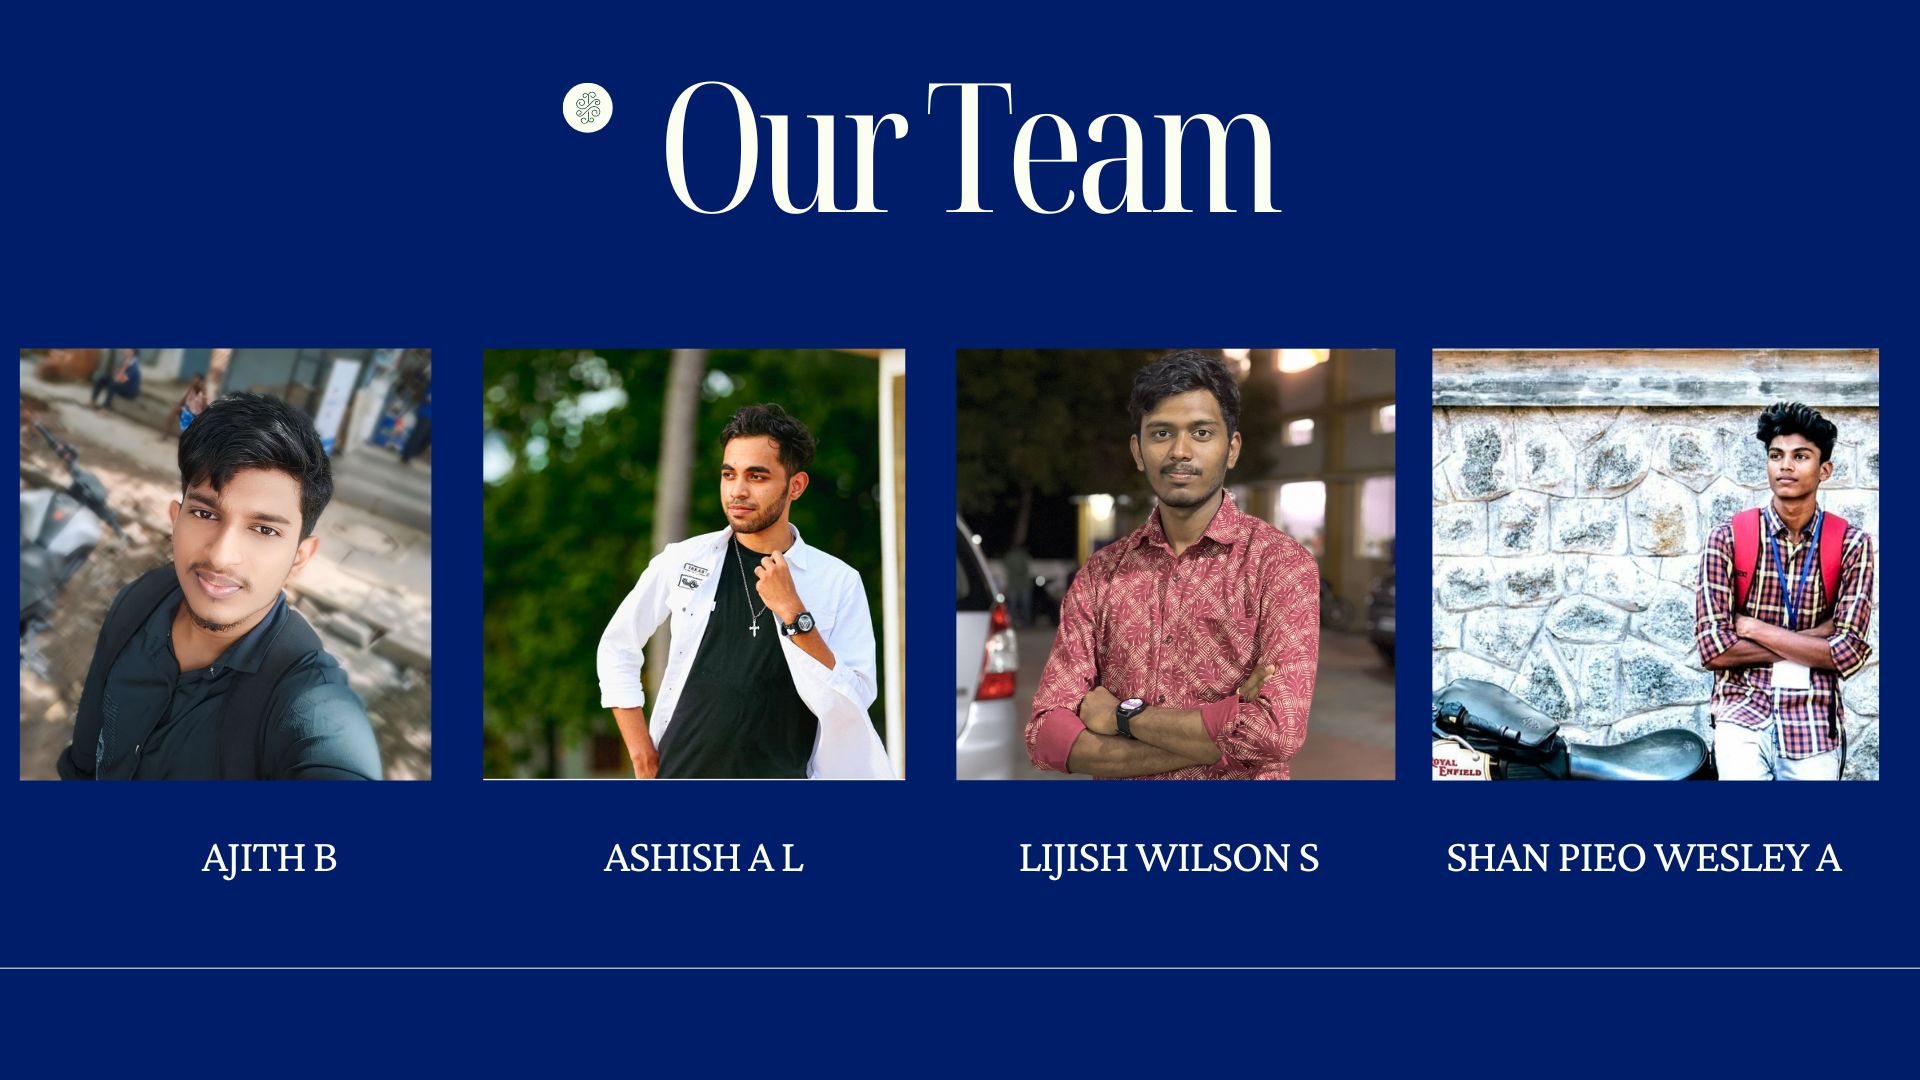 Our Team
ROYAL
ENFIELD
AJITH B
ASHISH A L
LIJISH WILSON S
SHAN PIEO WESLEY A